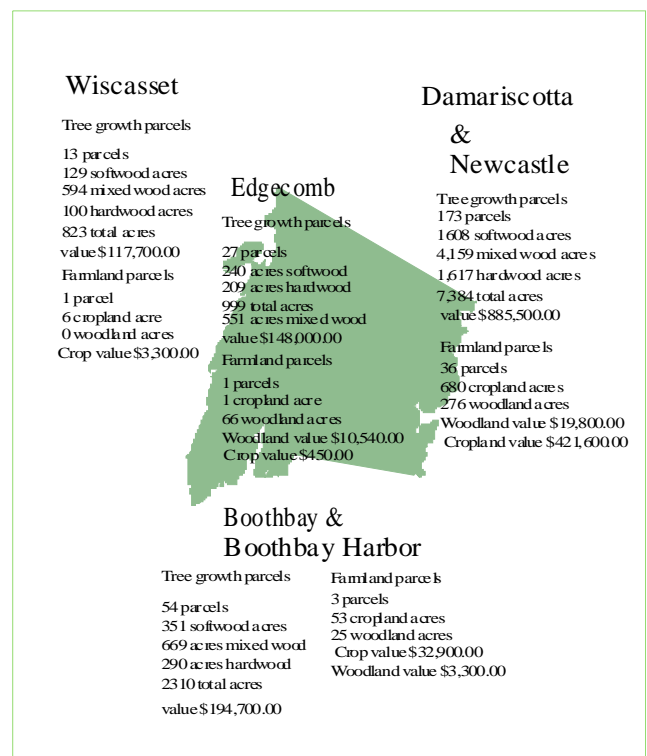 Wiscasset
Tree growth parcels
13 parcels
129 softwood acres
594 mixed wood acres
100 hardwood acres
823 total acres
value $117,700.00
Farmland parcels
1 parcel
6 cropland acre
0 woodland acres
Crop value $3,300.00
Edgecomb
Tree growth parcels
27 parcels
240 acres softwood
209 acres hardwood
999 total acres
551 acres mixed wood
value $148,000.00
Farmland parcels
1 parcels
1 cropland acre
66 woodland acres
Woodland value $10,540.00
Crop value $450.00
Damariscotta
&
Newcastle
Tree growth parcels
173 parcels
1608 softwood acres
4,159 mixed wood acres
1,617 hardwood acres
7,384 total acres
value $885,500.00
Farmland parcels
36 parcels
680 cropland acres
276 woodland acres
Woodland value $19,800.00
Cropland value $421,600.00
Boothbay &
Boothbay Harbor
Tree growth parcels
54 parcels
351 softwood acres
669 acres mixed wood
290 acres hardwood
2310 total acres
value $194,700.00
Farmland parcels
3 parcels
53 cropland acres
25 woodland acres
Crop value $32,900.00
Woodland value $3,300.00